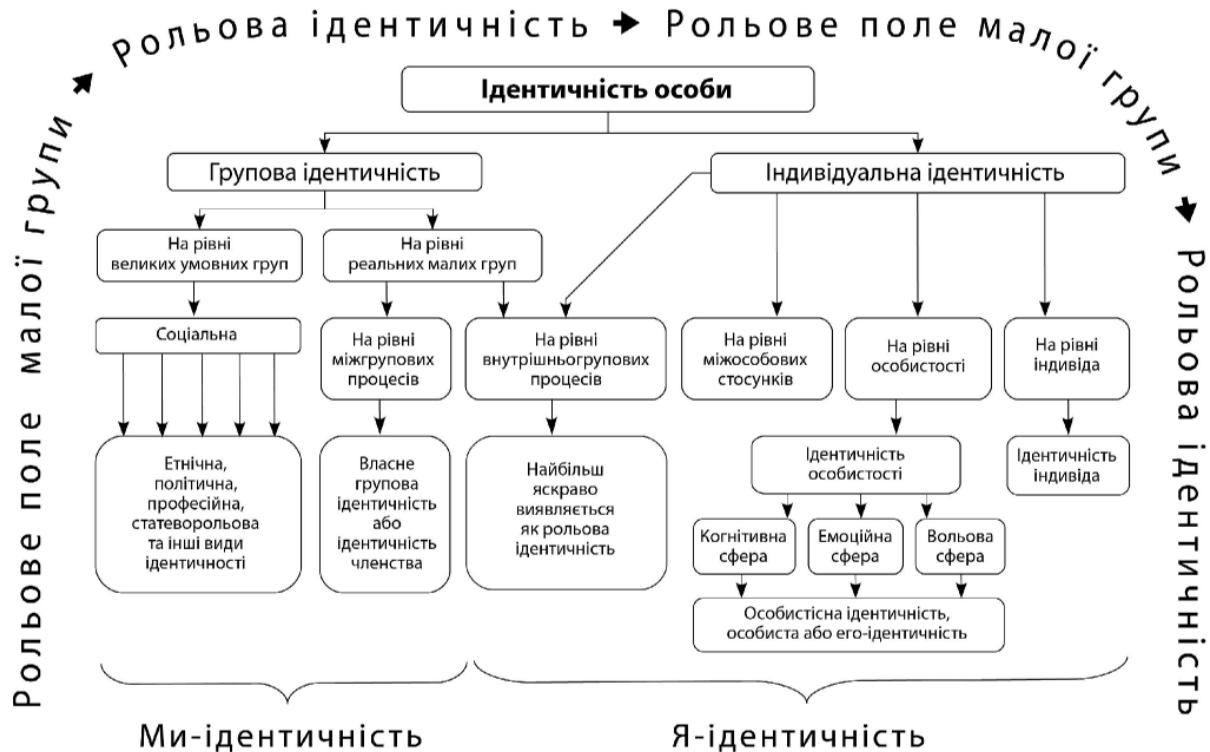 Рольове поле малої групи → Рольова ідентичність → Рольове поле малої групи → Рольова ідентичність
Ідентичність особи
Групова ідентичність
Індивідуальна ідентичність
На рівні
великих умовних груп
На рівні
реальних малих груп
Соціальна
На рівні
міжгрупових
процесів
На рівні
внутрішньогрупових
процесів
На рівні
міжособових
стосунків
На рівні
особистості
На рівні
індивіда
Етнічна,
політична,
професійна,
статеворольова
та інші види
ідентичності
Власне
групова
ідентичність
або
ідентичність
членства
Найбільш
яскраво
виявляється
як рольова
ідентичність
Ідентичність
особистості
Ідентичність
індивіда
Когнітивна
сфера
Емоційна
сфера
Вольова
сфера
Особистісна ідентичність,
особиста або его-ідентичність
Ми-ідентичність
Я-ідентичність